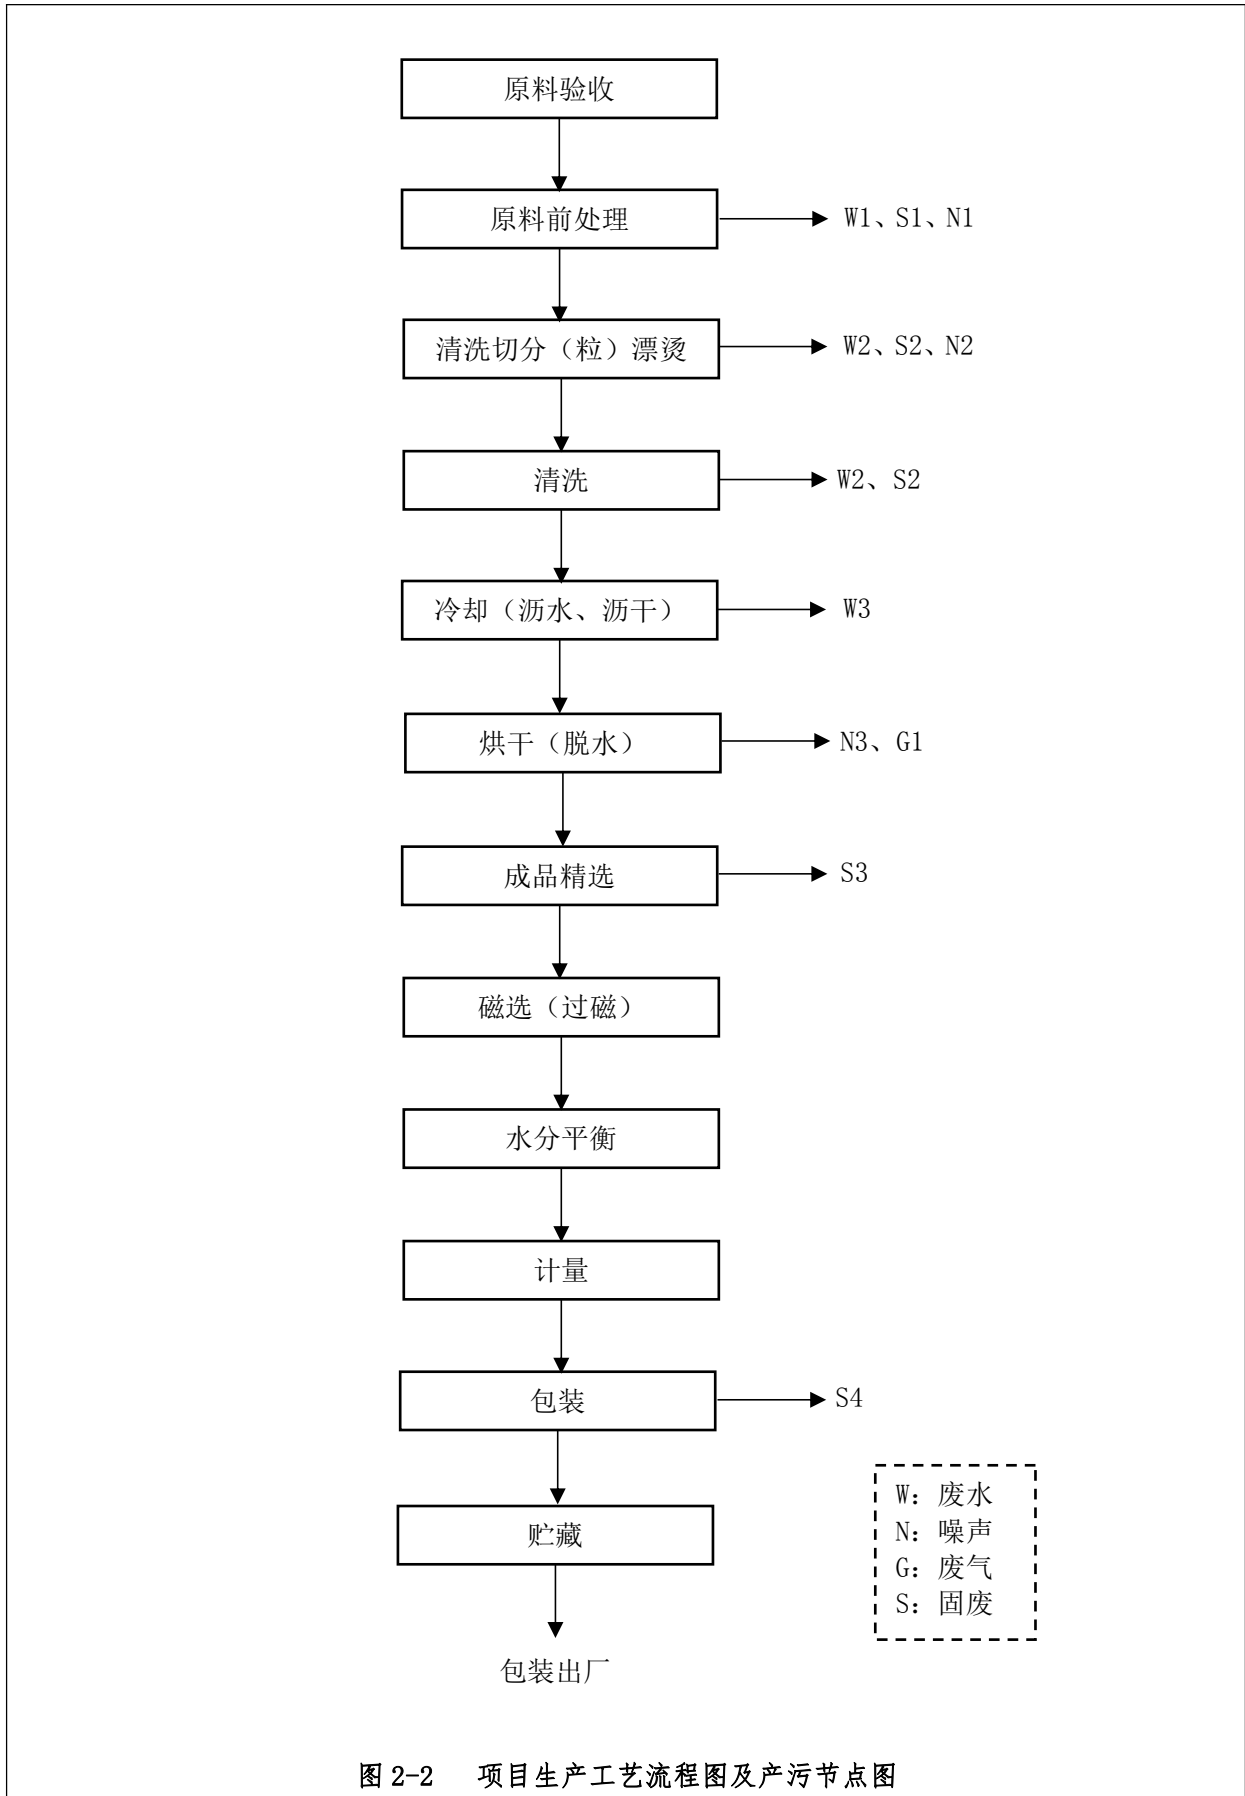 原料验收
原料前处理
W1、S1、N1
清洗切分（粒）漂烫
W2、S2、N2
清洗
W2、S2
冷却（沥水、沥干）
W3
烘干（脱水）
N3、G1
成品精选
S3
磁选（过磁）
水分平衡
计量
包装
S4
贮藏
W：废水
N：噪声
G：废气
S：固废
包装出厂
图 2-2 项目生产工艺流程图及产污节点图